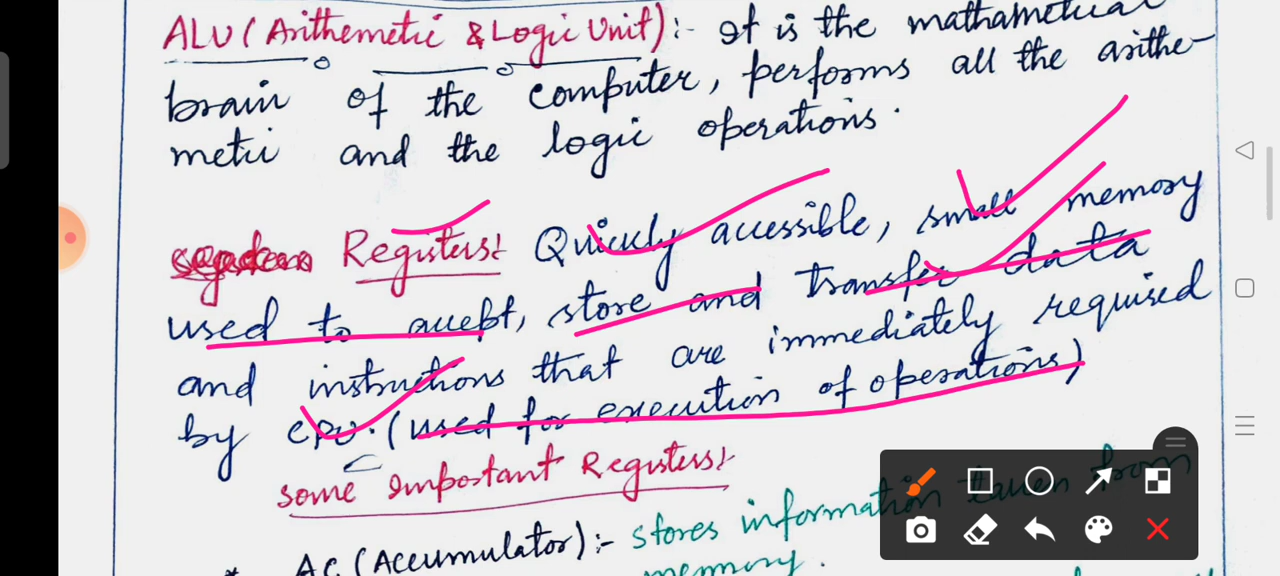 ALU (Arithemetic & Logic Unit) :- It is the mathametical
brain of the computer, performs all the arithe-
metic and the logic operations.
Registers: Quickly accessible, small memory
used to accept, store and transfer data
and instructions that are immediately required
by CPU. (used for execution of operations)
Some Important Registers:
* AC (Accumulator) :- stores information taken from
memory.